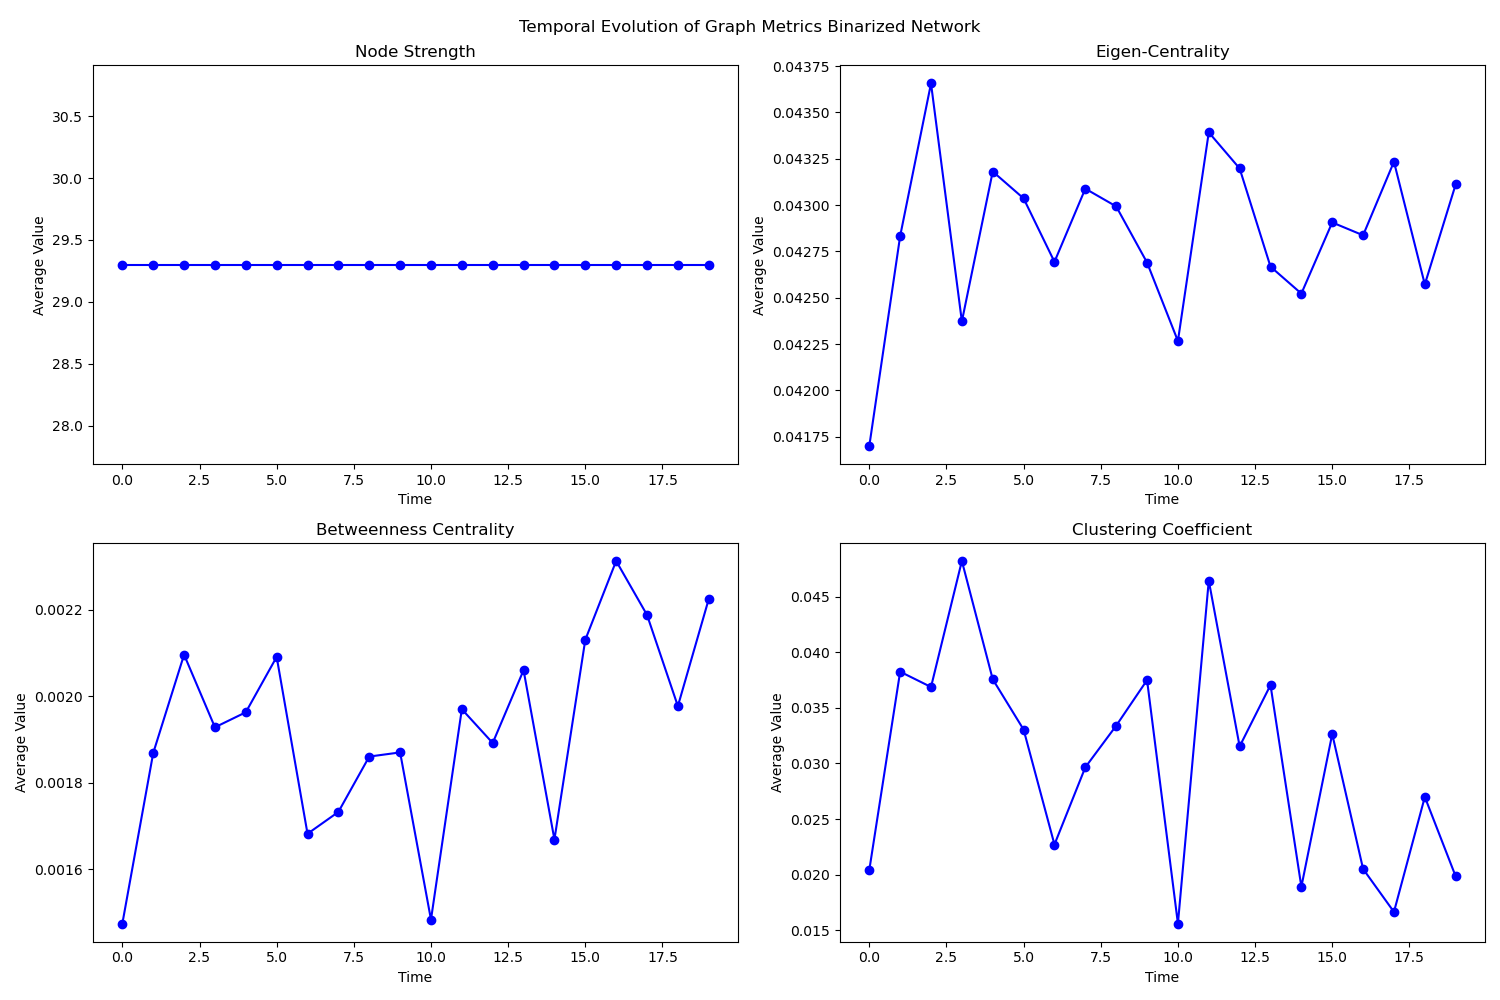 Temporal Evolution of Graph Metrics Binarized Network
Node Strength
Average Value
30.5
30.0
29.5
29.0
28.5
28.0
0.0 2.5 5.0 7.5 10.0 12.5 15.0 17.5
Time
Eigen-Centrality
Average Value
0.04375
0.04350
0.04325
0.04300
0.04275
0.04250
0.04225
0.04200
0.04175
0.0 2.5 5.0 7.5 10.0 12.5 15.0 17.5
Time
Betweenness Centrality
Average Value
0.0022
0.0020
0.0018
0.0016
0.0 2.5 5.0 7.5 10.0 12.5 15.0 17.5
Time
Clustering Coefficient
Average Value
0.045
0.040
0.035
0.030
0.025
0.020
0.015
0.0 2.5 5.0 7.5 10.0 12.5 15.0 17.5
Time